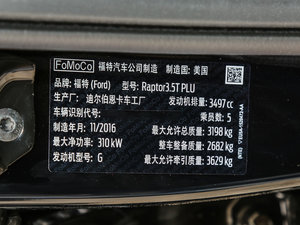 FoMoCo 福特汽车公司制造 制造国: 美国
品牌: 福特 (Ford) 型号: Raptor3.5T PLU
生产厂: 迪尔伯恩卡车工厂 发动机排量: 3497 cc
车辆识别代号: 乘员数: 5
制造年月: 11/2016 最大允许总质量: 3198 kg
最大净功率: 310 kW 整车整备质量: 2682 kg
发动机型号: G 最大允许牵引质量: 3629 kg